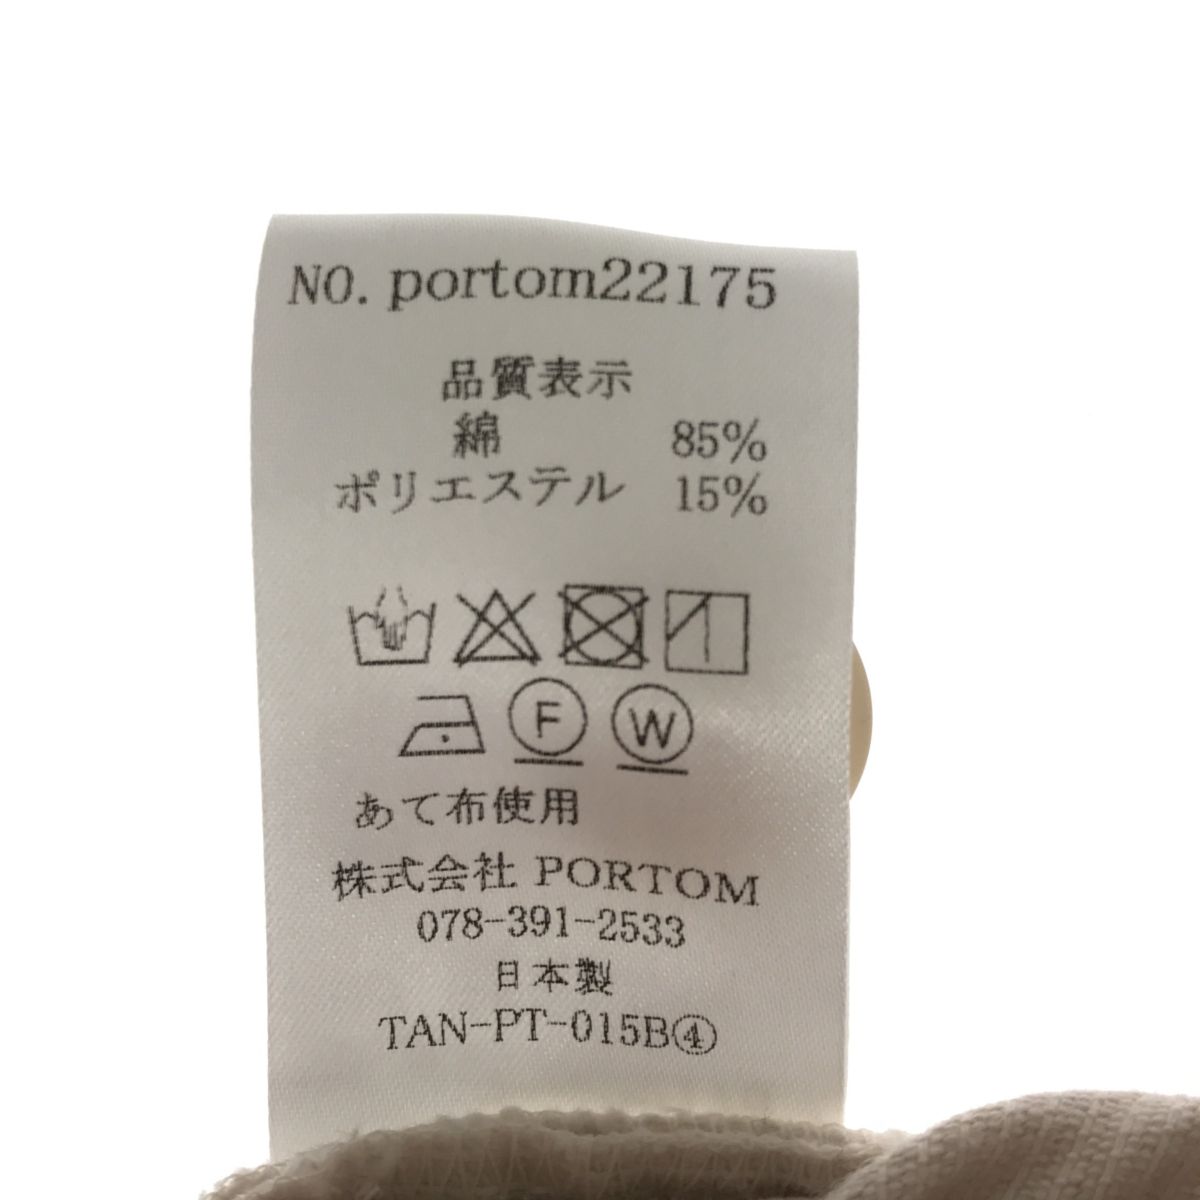 NO. portom22175
品質表示
綿 85%
ポリエステル 15%
F W
あて布使用
株式会社 PORTOM
078-391-2533
日本製
TAN-PT-015B④